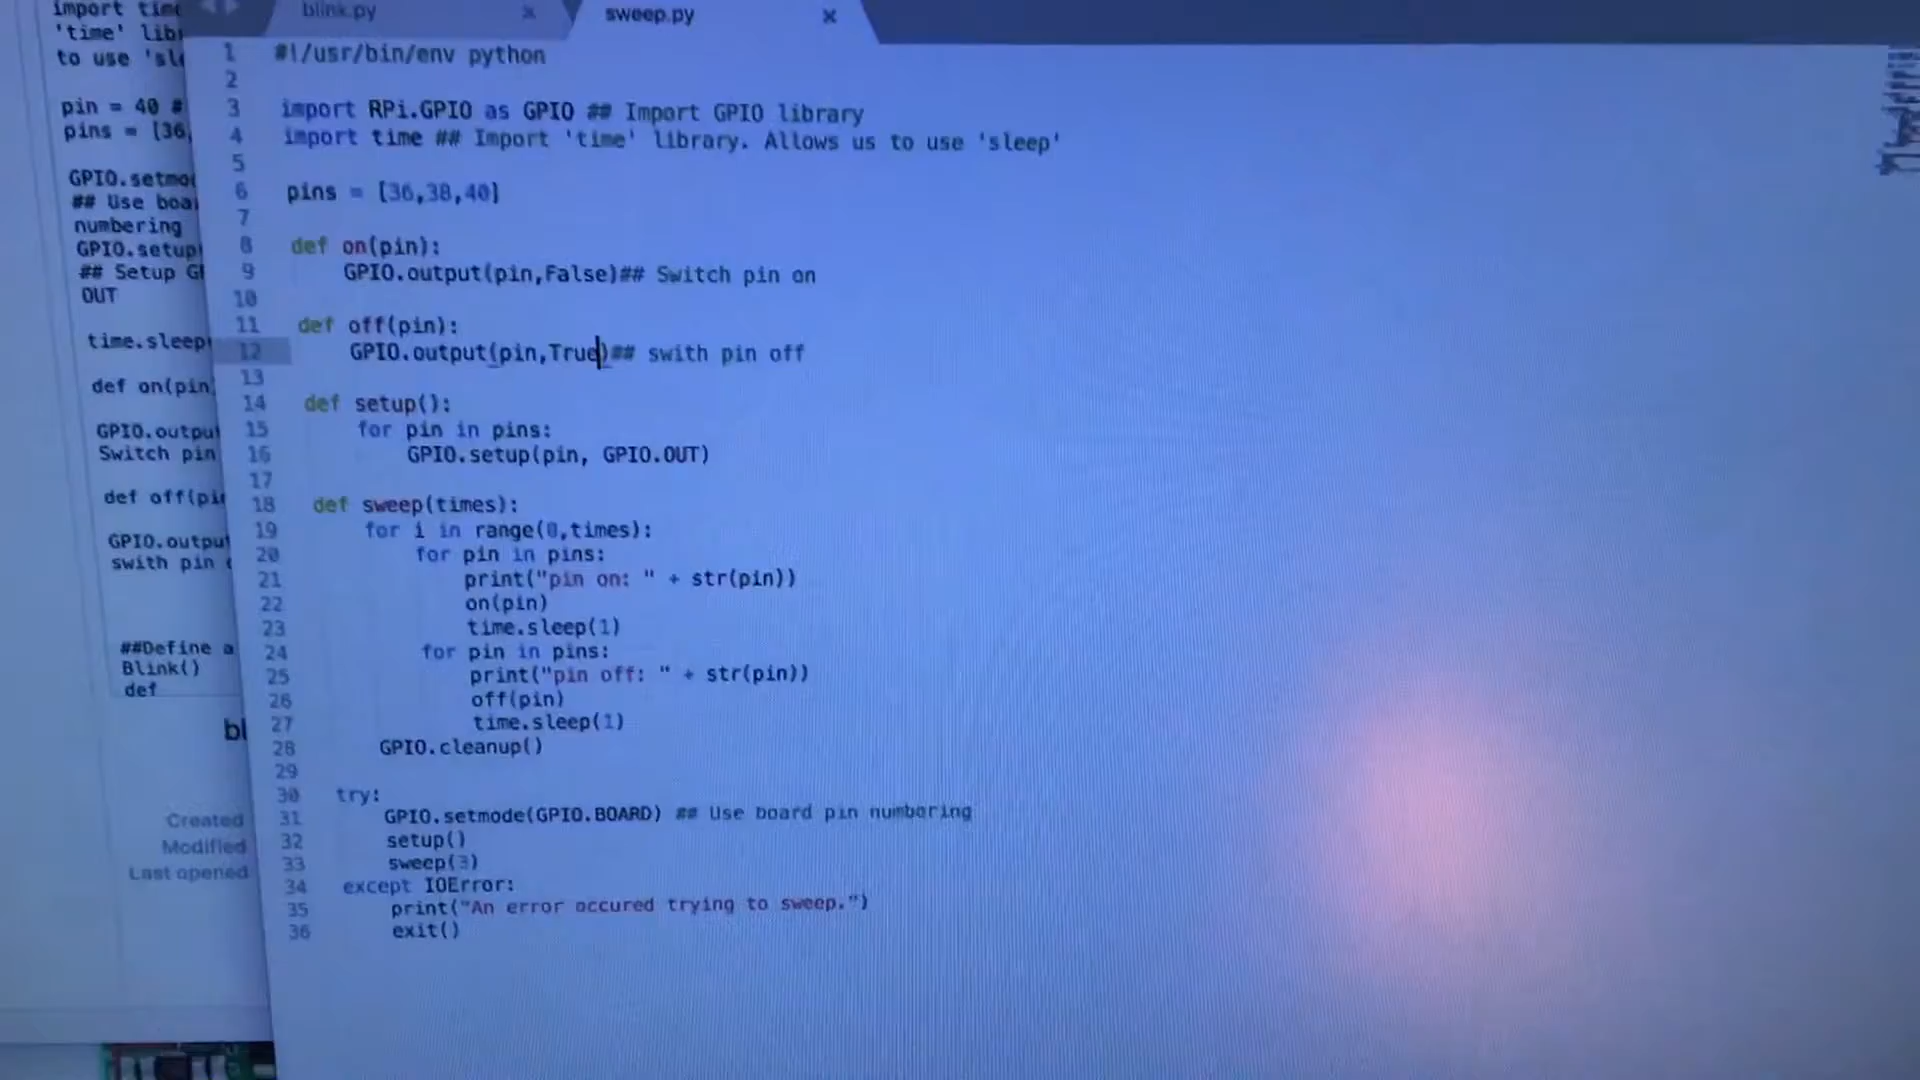 import time
'time' lib
to use 'sle
pin = 40 #
pins = [36,
GPIO.setmo
## Use boa
numbering
GPIO.setup
## Setup G
OUT
time.sleep
def on(pin
GPIO.outpu
Switch pin
def off(pi
GPIO.outpu
swith pin
##Define a
Blink()
def
bl
Created
Modified
Last opened
blink.py ×
sweep.py ×
1 #!/usr/bin/env python
2
3 import RPi.GPIO as GPIO ## Import GPIO library
4 import time ## Import 'time' library. Allows us to use 'sleep'
5
6 pins = [36,38,40]
7
8 def on(pin):
9 GPIO.output(pin,False)## Switch pin on
10
11 def off(pin):
12 GPIO.output(pin,True)## swith pin off
13
14 def setup():
15 for pin in pins:
16 GPIO.setup(pin, GPIO.OUT)
17
18 def sweep(times):
19 for i in range(0,times):
20 for pin in pins:
21 print("pin on: " + str(pin))
22 on(pin)
23 time.sleep(1)
24 for pin in pins:
25 print("pin off: " + str(pin))
26 off(pin)
27 time.sleep(1)
28 GPIO.cleanup()
29
30 try:
31 GPIO.setmode(GPIO.BOARD) ## Use board pin numbering
32 setup()
33 sweep(3)
34 except IOError:
35 print("An error occured trying to sweep.")
36 exit()